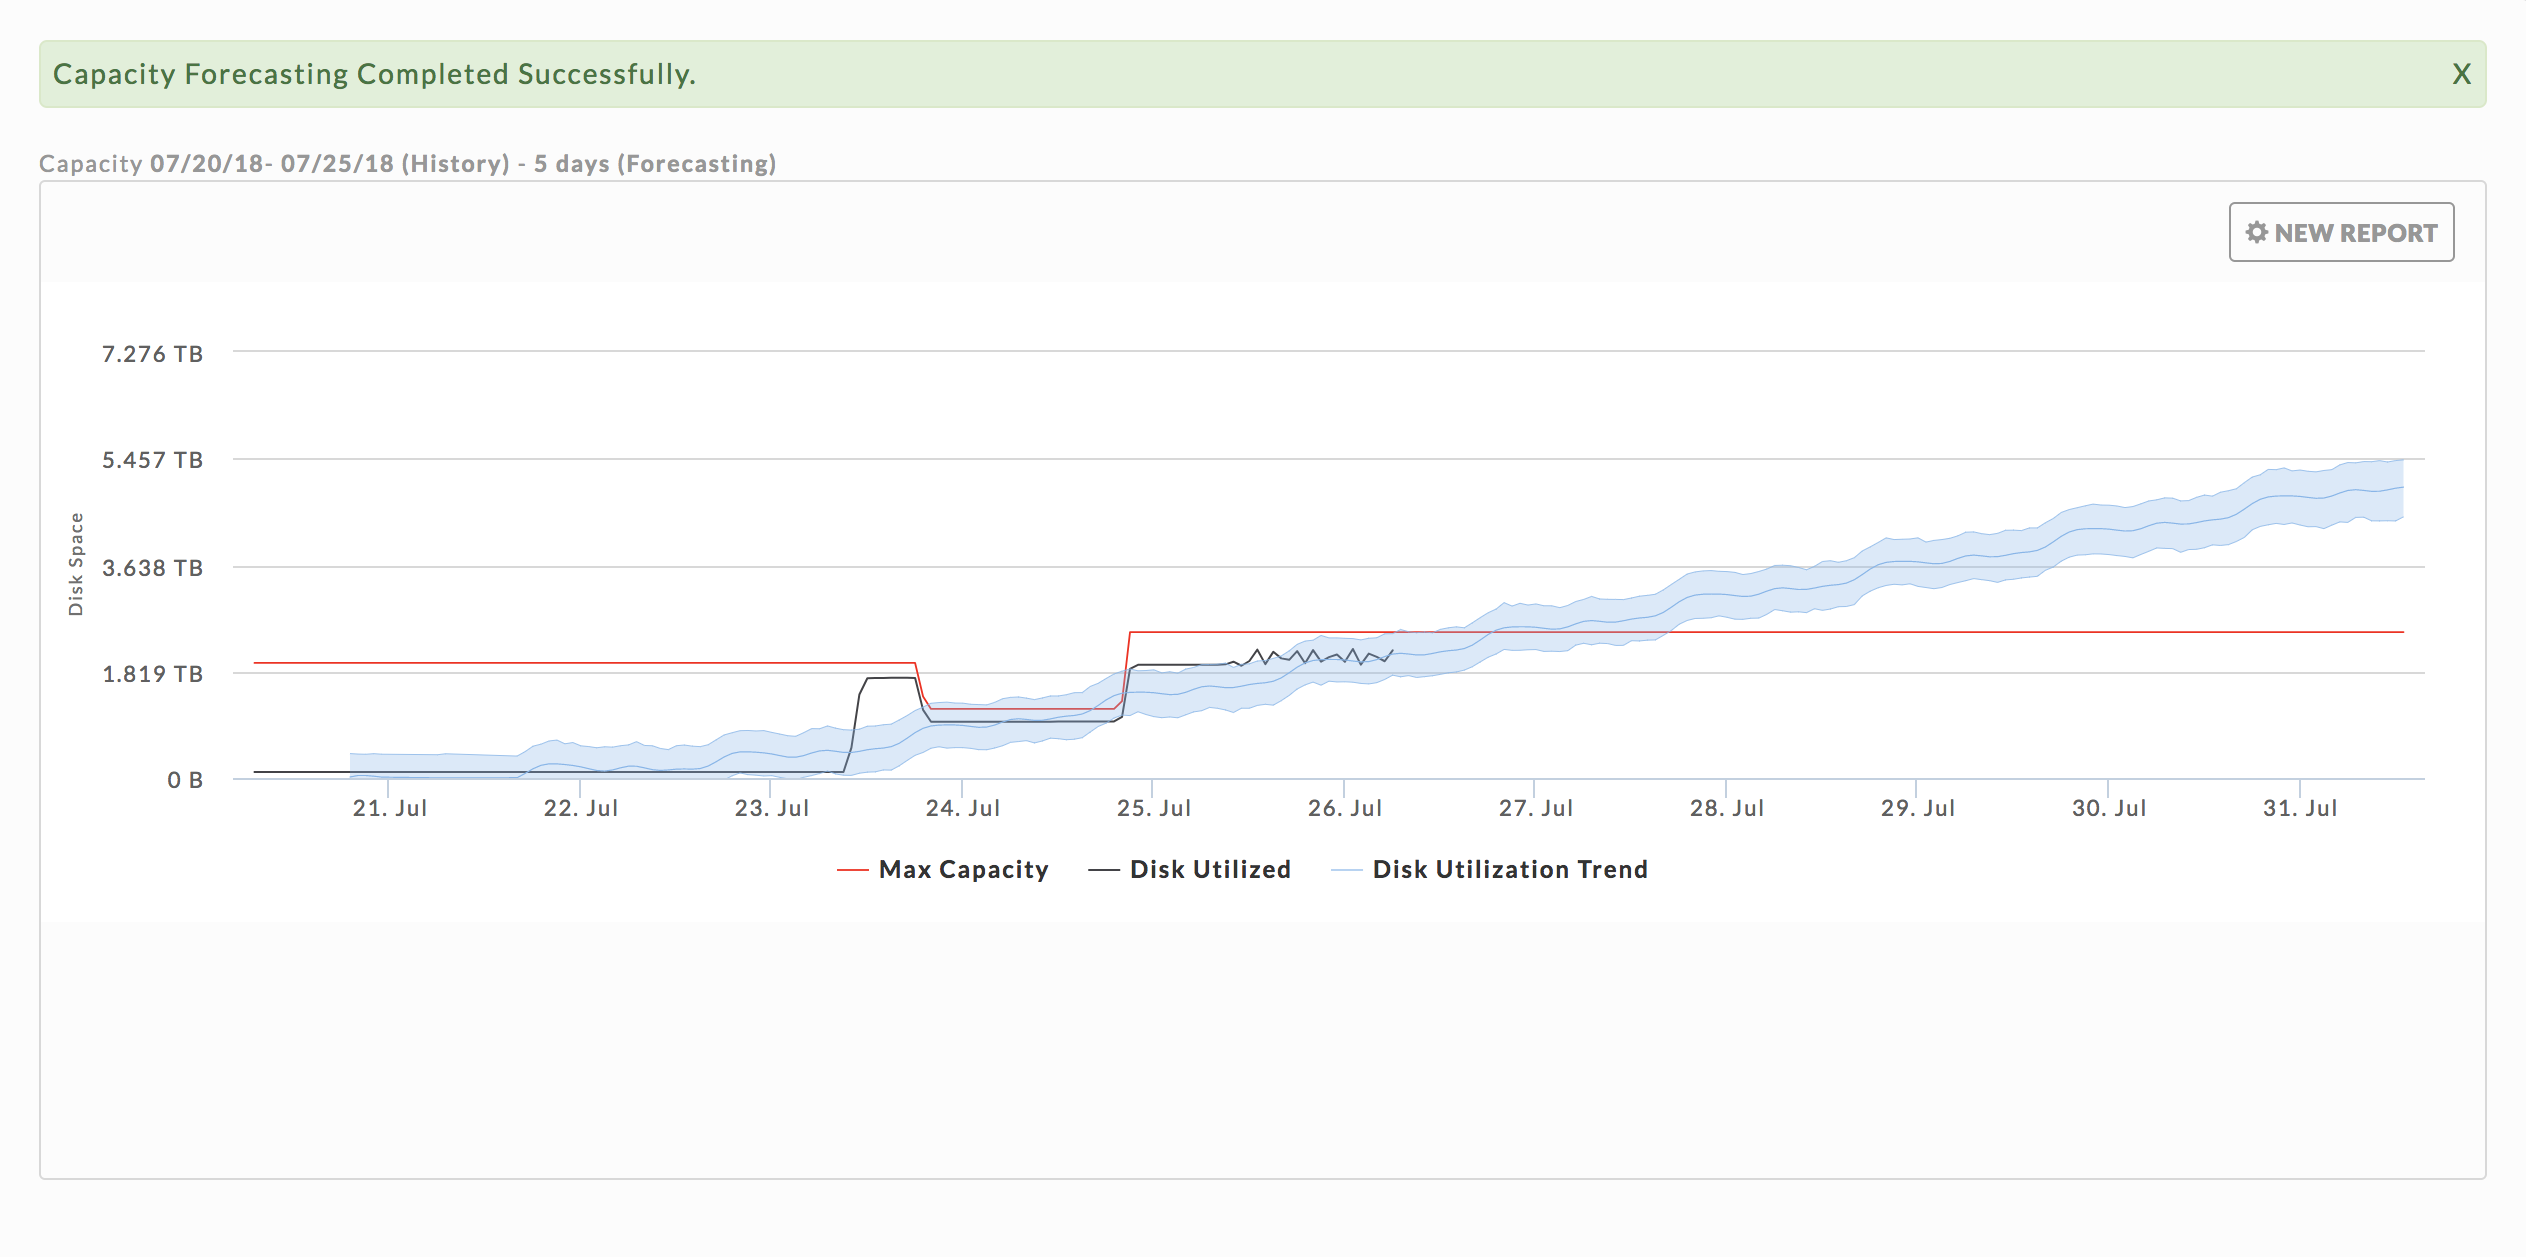 Capacity Forecasting Completed Successfully.
X
Capacity 07/20/18- 07/25/18 (History) - 5 days (Forecasting)
NEW REPORT
7.276 TB
5.457 TB
3.638 TB
1.819 TB
0 B
Disk Space
21. Jul
22. Jul
23. Jul
24. Jul
25. Jul
26. Jul
27. Jul
28. Jul
29. Jul
30. Jul
31. Jul
Max Capacity
Disk Utilized
Disk Utilization Trend